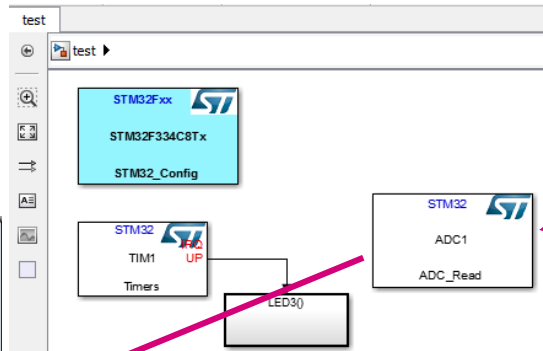 test
test
STM32Fxx
STM32F334C8Tx
STM32_Config
STM32
TIM1
IRQ
UP
Timers
LED3()
STM32
ADC1
ADC_Read